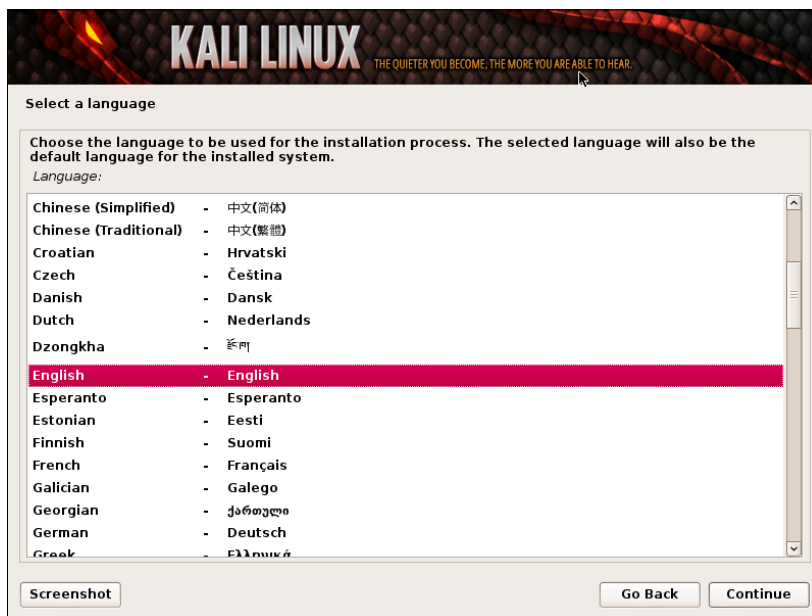 KALI LINUX THE QUIETER YOU BECOME, THE MORE YOU ARE ABLE TO HEAR.
Select a language
Choose the language to be used for the installation process. The selected language will also be the
default language for the installed system.
Language:
Chinese (Simplified) - 中文(简体)
Chinese (Traditional) - 中文(繁體)
Croatian - Hrvatski
Czech - Čeština
Danish - Dansk
Dutch - Nederlands
Dzongkha - རྫོང་ཁ།
English - English
Esperanto - Esperanto
Estonian - Eesti
Finnish - Suomi
French - Français
Galician - Galego
Georgian - ქართული
German - Deutsch
Greek - Ελληνικά
Screenshot Go Back Continue